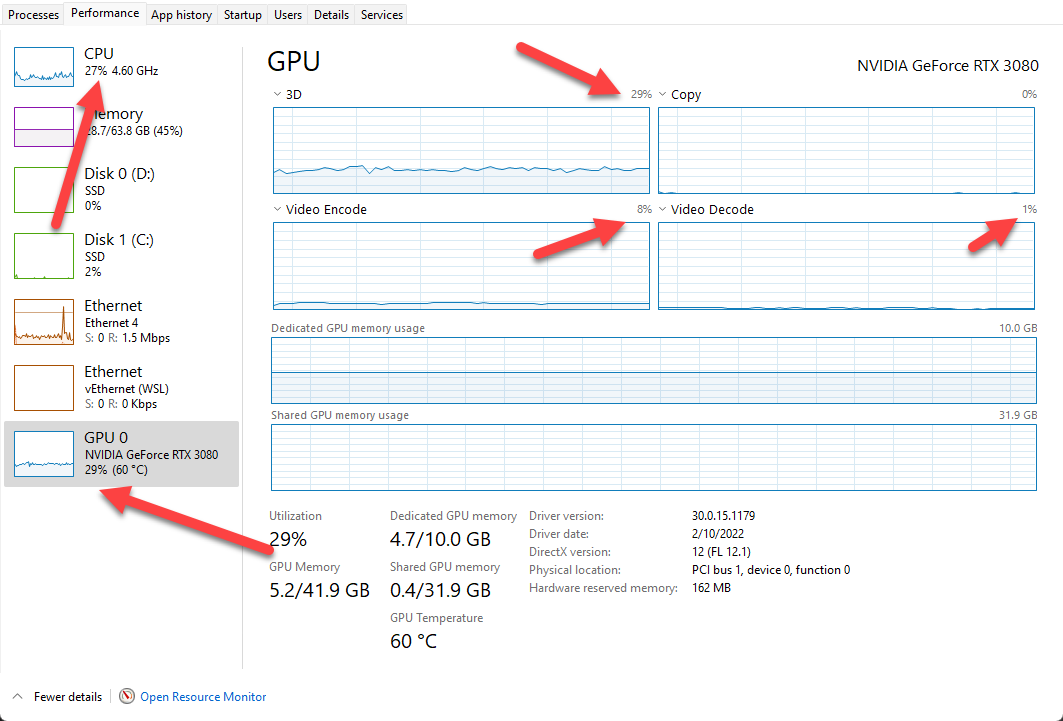 Processes Performance App history Startup Users Details Services
CPU
27% 4.60 GHz
Memory
28.7/63.8 GB (45%)
Disk 0 (D:)
SSD
0%
Disk 1 (C:)
SSD
2%
Ethernet
Ethernet 4
S: 0 R: 1.5 Mbps
Ethernet
vEthernet (WSL)
S: 0 R: 0 Kbps
GPU 0
NVIDIA GeForce RTX 3080
29% (60 °C)
GPU
NVIDIA GeForce RTX 3080
3D 29%
Copy 0%
Video Encode 8%
Video Decode 1%
Dedicated GPU memory usage 10.0 GB
Shared GPU memory usage 31.9 GB
Utilization
29%
GPU Memory
5.2/41.9 GB
Dedicated GPU memory
4.7/10.0 GB
Shared GPU memory
0.4/31.9 GB
GPU Temperature
60 °C
Driver version: 30.0.15.1179
Driver date: 2/10/2022
DirectX version: 12 (FL 12.1)
Physical location: PCI bus 1, device 0, function 0
Hardware reserved memory: 162 MB
Fewer details Open Resource Monitor